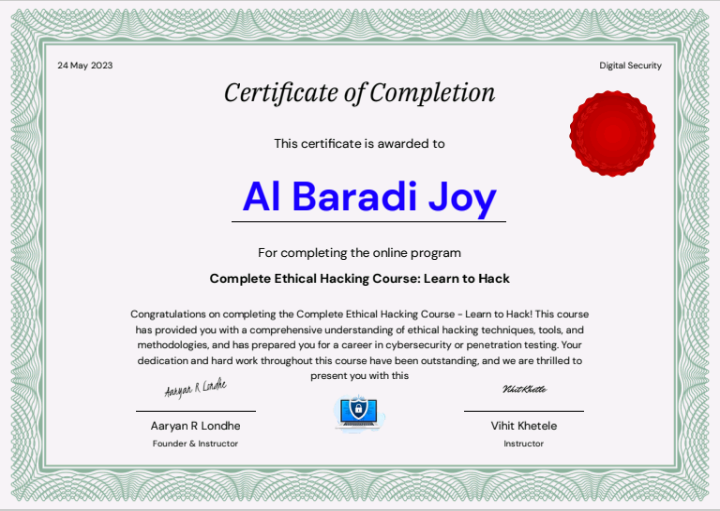 24 May 2023
Digital Security
Certificate of Completion
This certificate is awarded to
Al Baradi Joy
For completing the online program
Complete Ethical Hacking Course: Learn to Hack
Congratulations on completing the Complete Ethical Hacking Course - Learn to Hack! This course
has provided you with a comprehensive understanding of ethical hacking techniques, tools, and
methodologies, and has prepared you for a career in cybersecurity or penetration testing. Your
dedication and hard work throughout this course have been outstanding, and we are thrilled to
present you with this
Aaryan R Londhe
Vihit Khetele
Aaryan R Londhe
Vihit Khetele
Founder & Instructor
Instructor